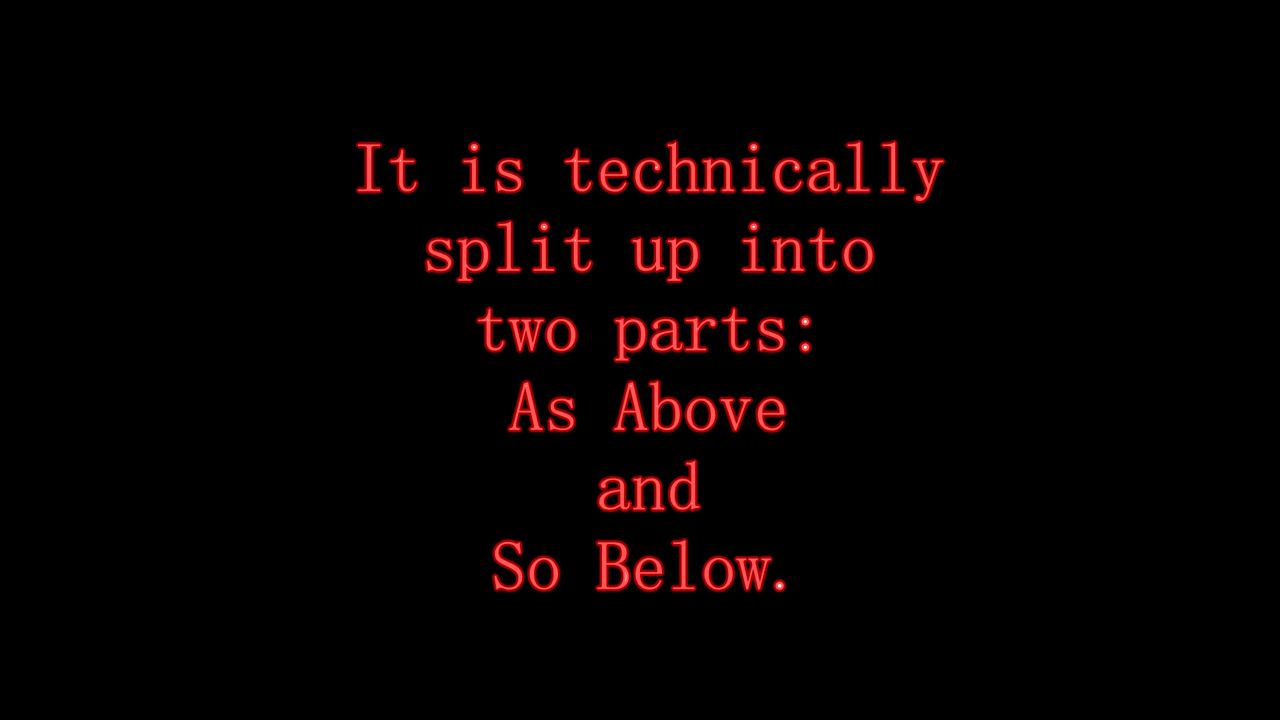 It is technically
split up into
two parts:
As Above
and
So Below.